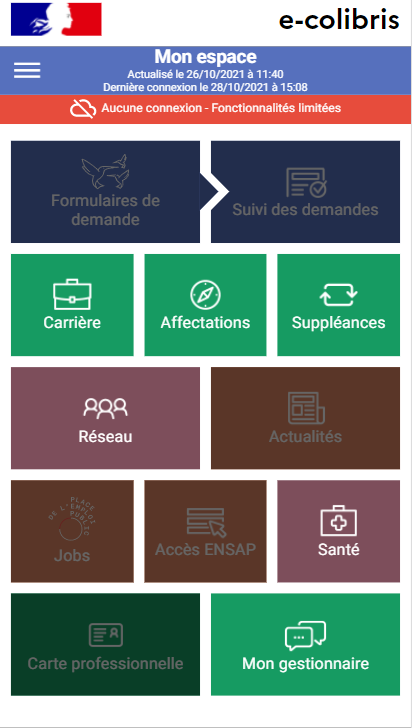 e-colibris
Mon espace
Actualisé le 26/10/2021 à 11:40
Dernière connexion le 28/10/2021 à 15:08
Aucune connexion - Fonctionnalités limitées
Formulaires de
demande
Suivi des demandes
Carrière
Affectations
Suppléances
Réseau
Actualités
PLACE
DE L'EMPLOI
PUBLIC
Jobs
Accès ENSAP
Santé
Carte professionnelle
Mon gestionnaire